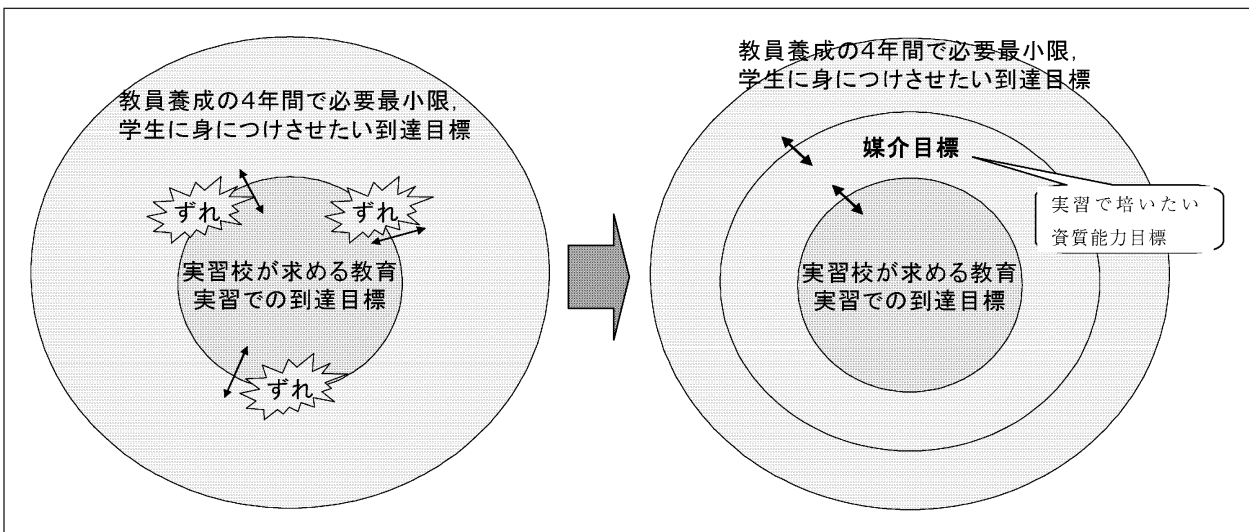 教員養成の4年間で必要最小限,
学生に身につけさせたい到達目標
ずれ
ずれ
実習校が求める教育
実習での到達目標
ずれ
教員養成の4年間で必要最小限,
学生に身につけさせたい到達目標
媒介目標
実習で培いたい
資質能力目標
実習校が求める教育
実習での到達目標